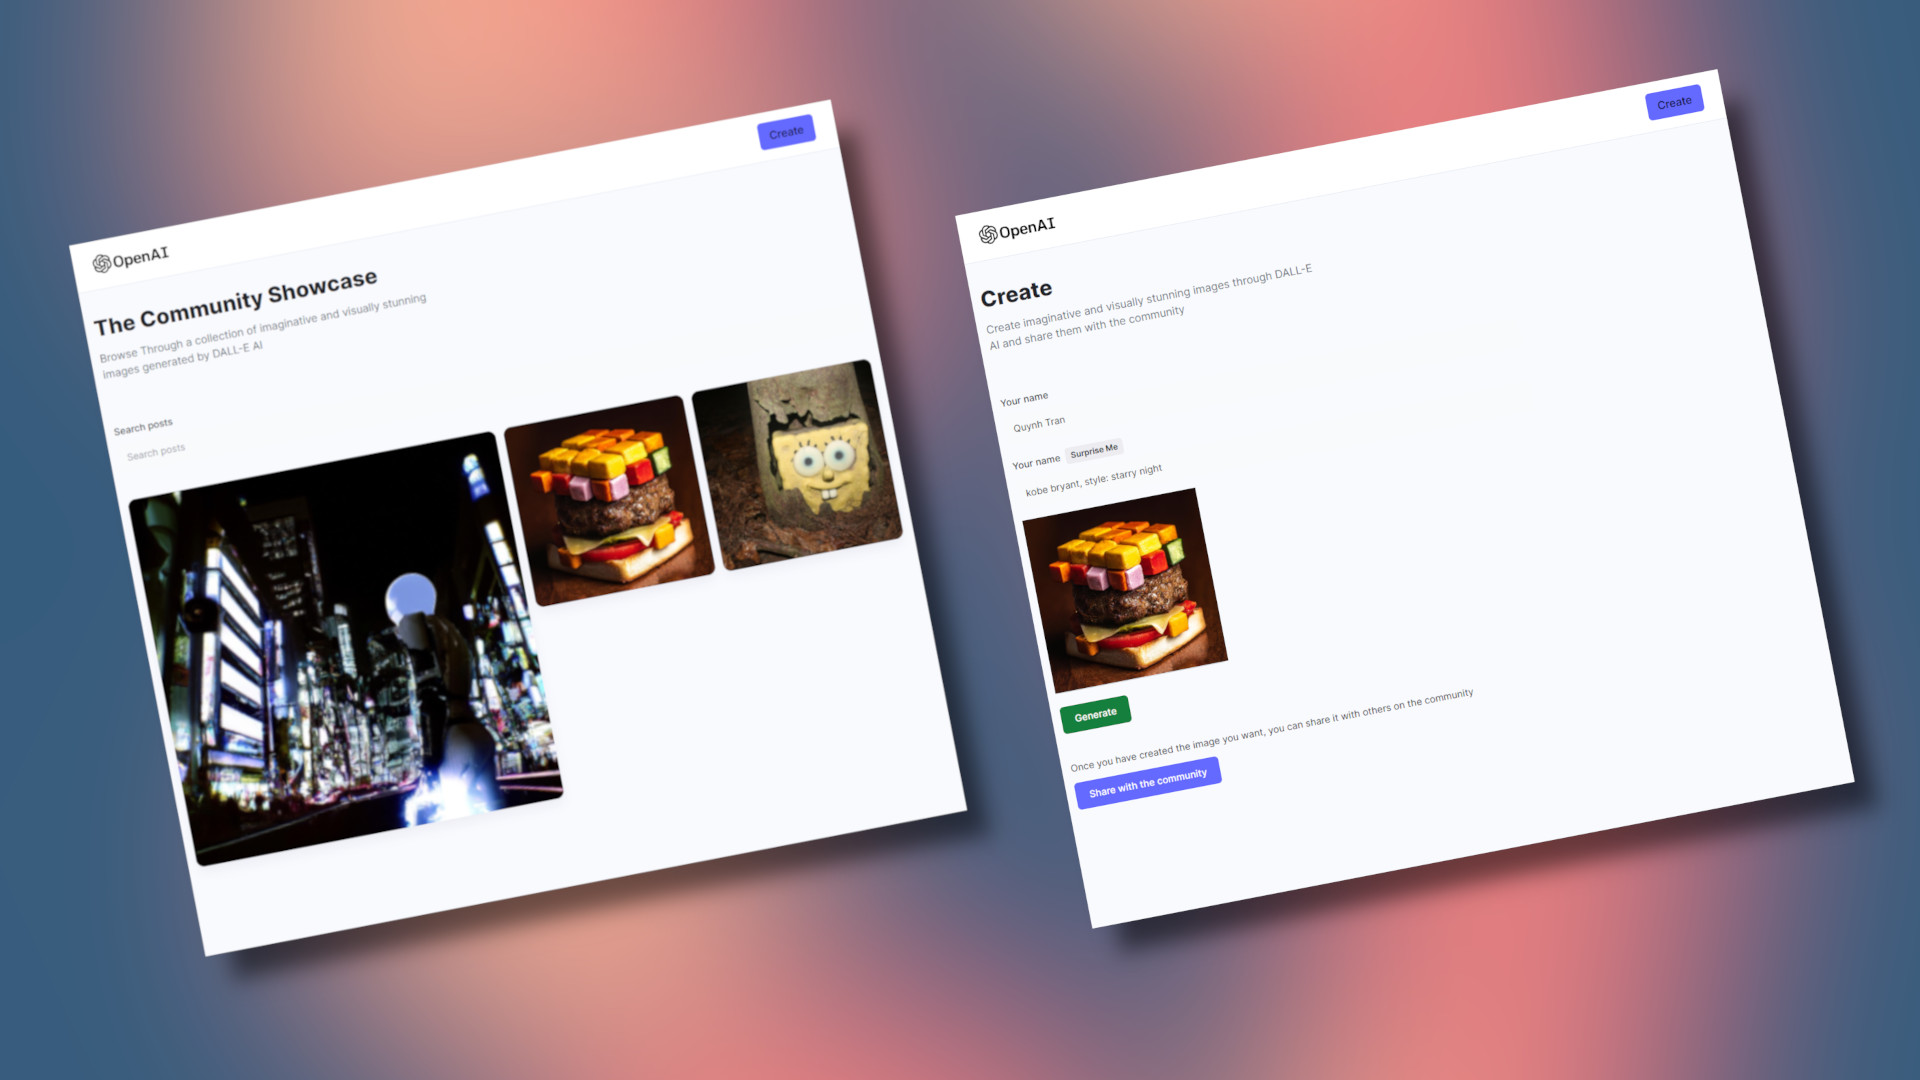 Create
OpenAI
The Community Showcase
Browse Through a collection of imaginative and visually stunning
images generated by DALL-E AI
Search posts
Search posts
Create
OpenAI
Create
Create imaginative and visually stunning images through DALL-E
AI and share them with the community
Your name
Quynh Tran
Your name Surprise Me
kobe bryant, style: starry night
Generate
Once you have created the image you want, you can share it with others on the community
Share with the community